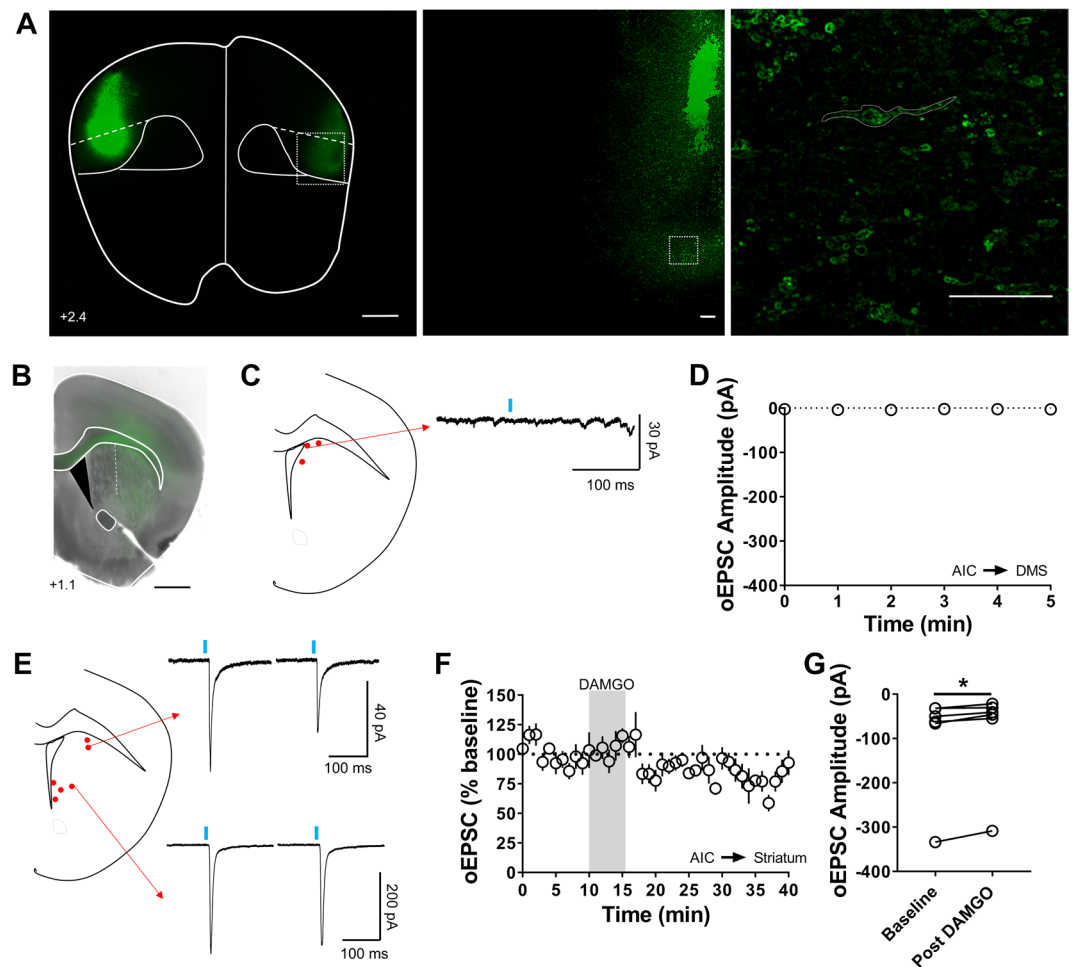 A
+2.4
B
+1.1
C
30 pA
100 ms
D
oEPSC Amplitude (pA)
0
-100
-200
-300
-400
AIC → DMS
0 1 2 3 4 5
Time (min)
E
40 pA
100 ms
200 pA
100 ms
F
oEPSC (% baseline)
DAMGO
150
125
100
75
50
25
0
AIC → Striatum
0 5 10 15 20 25 30 35 40
Time (min)
G
oEPSC Amplitude (pA)
*
0
-100
-200
-300
-400
Baseline
Post DAMGO